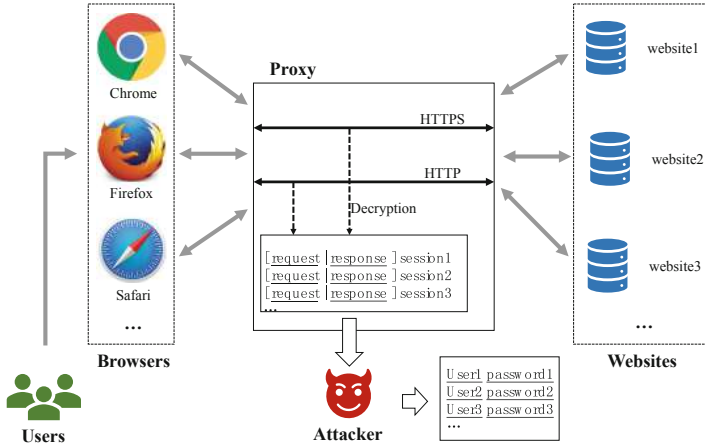 Chrome
Firefox
Safari
...
Browsers
Users
Proxy
HTTPS
HTTP
Decryption
[request|response]session1
[request|response]session2
[request|response]session3
...
Attacker
User1 password1
User2 password2
User3 password3
...
website1
website2
website3
...
Websites